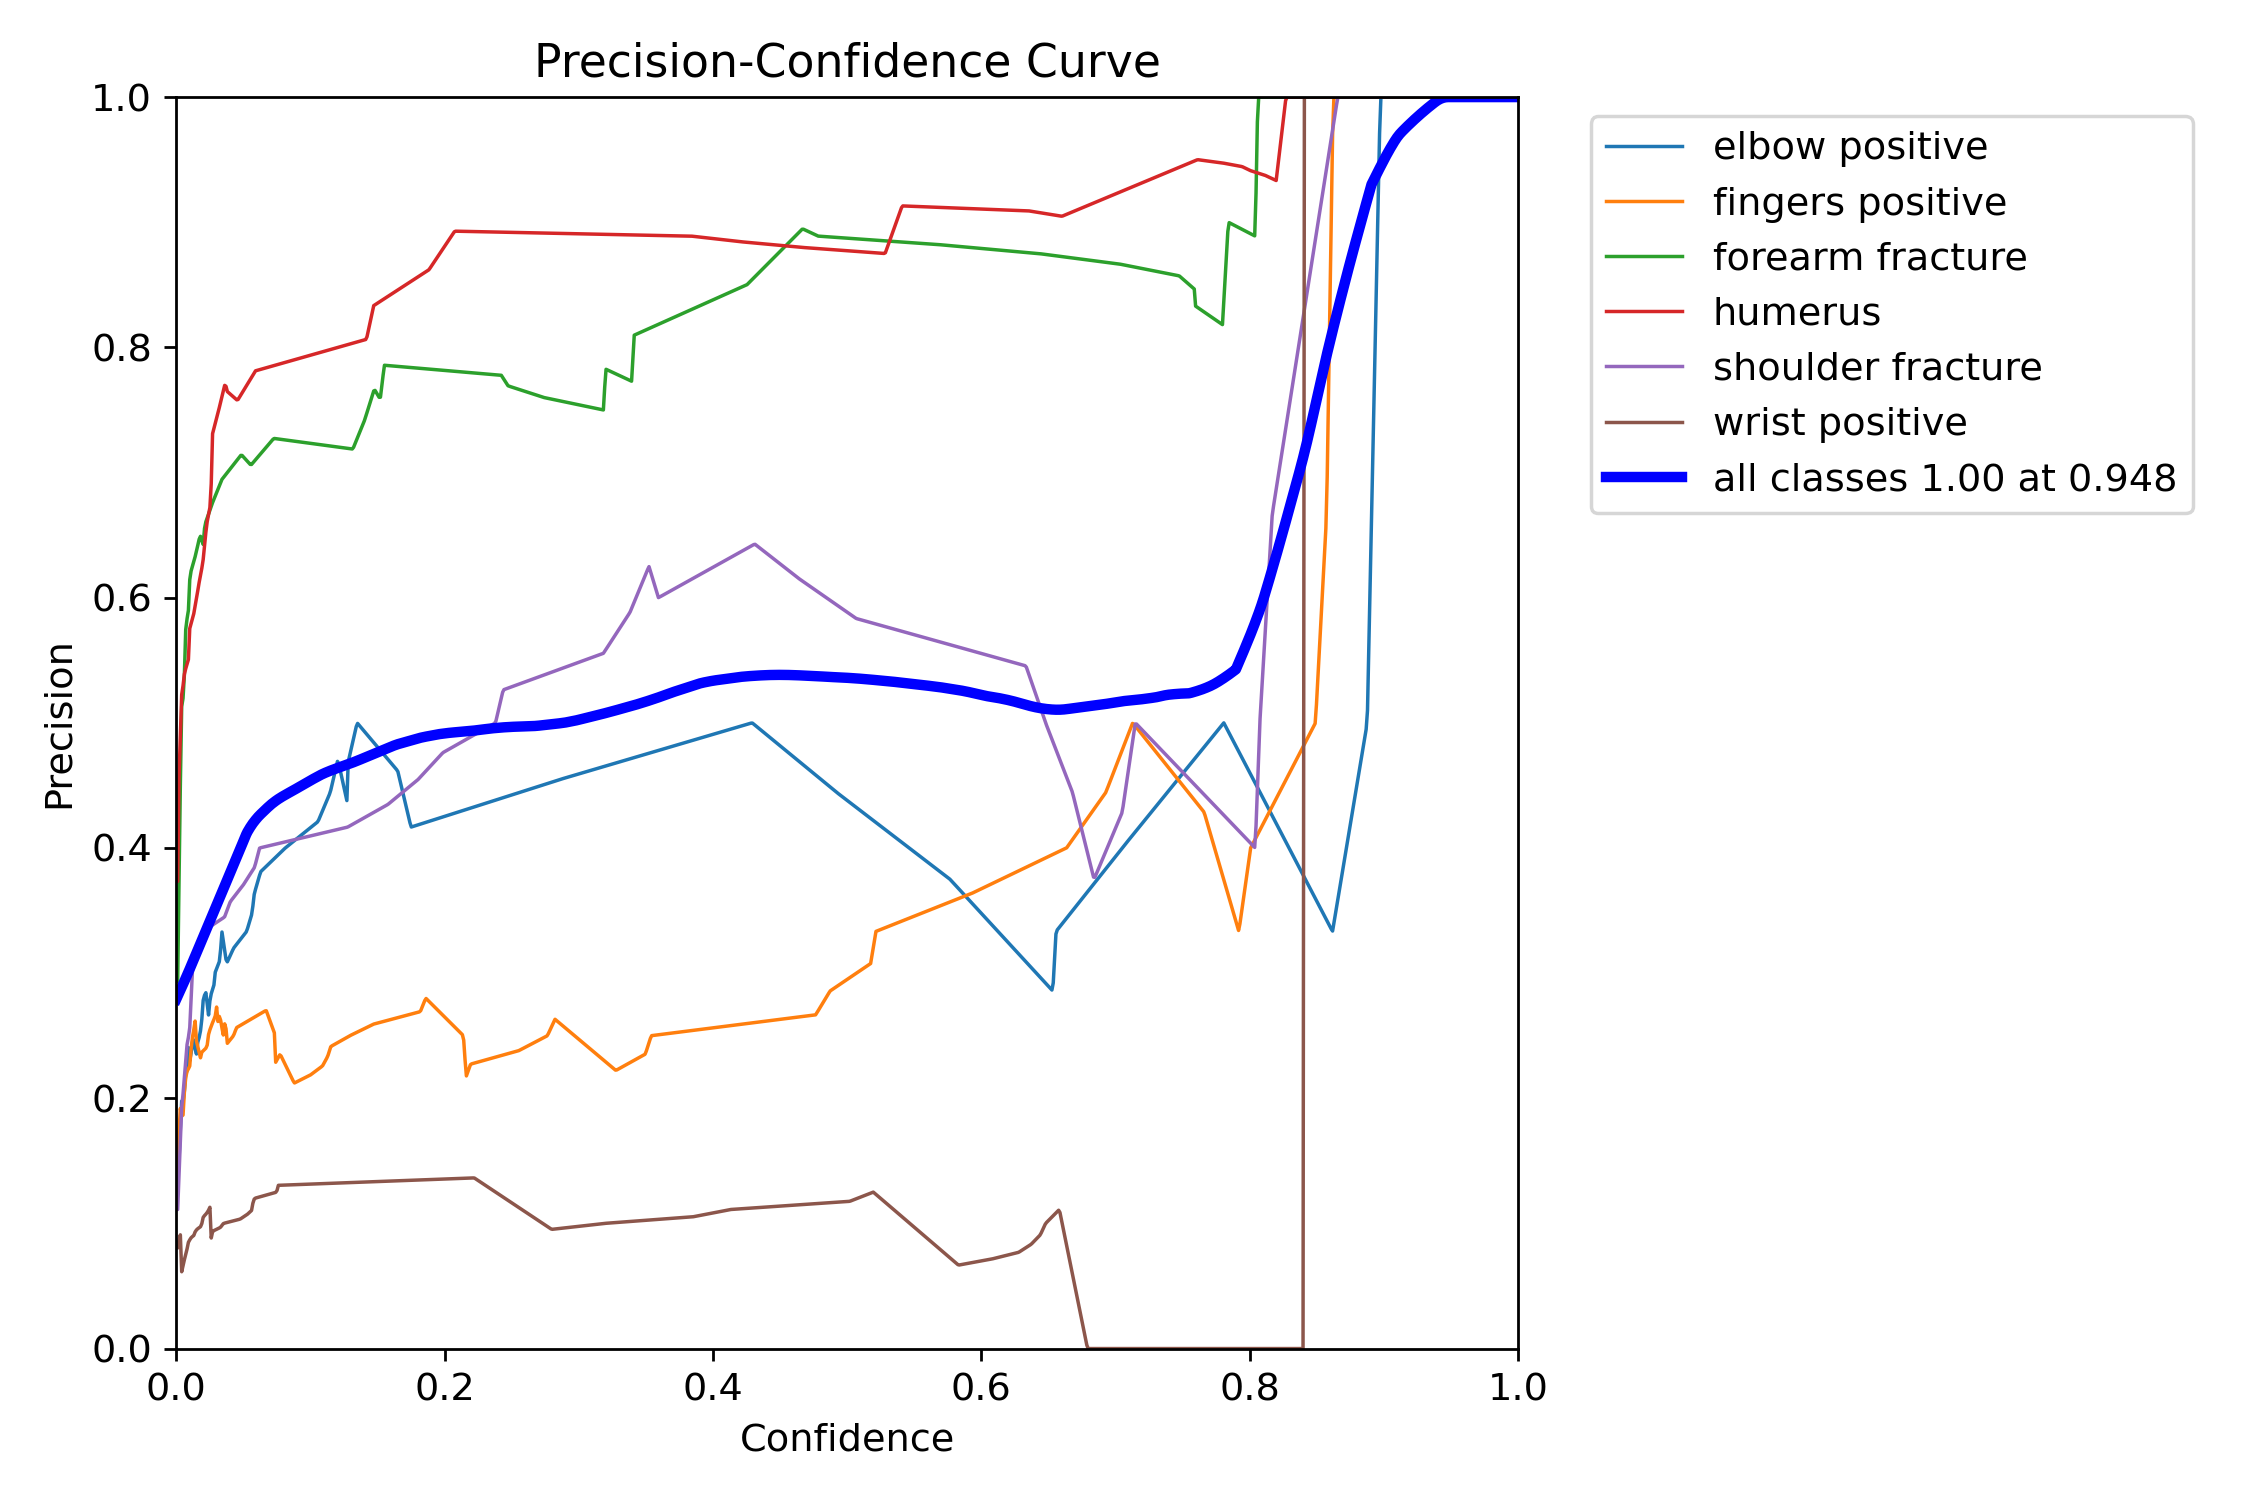 Precision-Confidence Curve
1.0
0.8
0.6
0.4
0.2
0.0
Precision
0.0 0.2 0.4 0.6 0.8 1.0
Confidence
elbow positive
fingers positive
forearm fracture
humerus
shoulder fracture
wrist positive
all classes 1.00 at 0.948